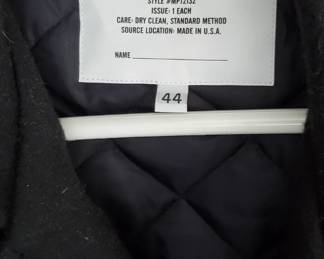 STYLE #MP12132
ISSUE: 1 EACH
CARE: DRY CLEAN, STANDARD METHOD
SOURCE LOCATION: MADE IN U.S.A.
NAME
44